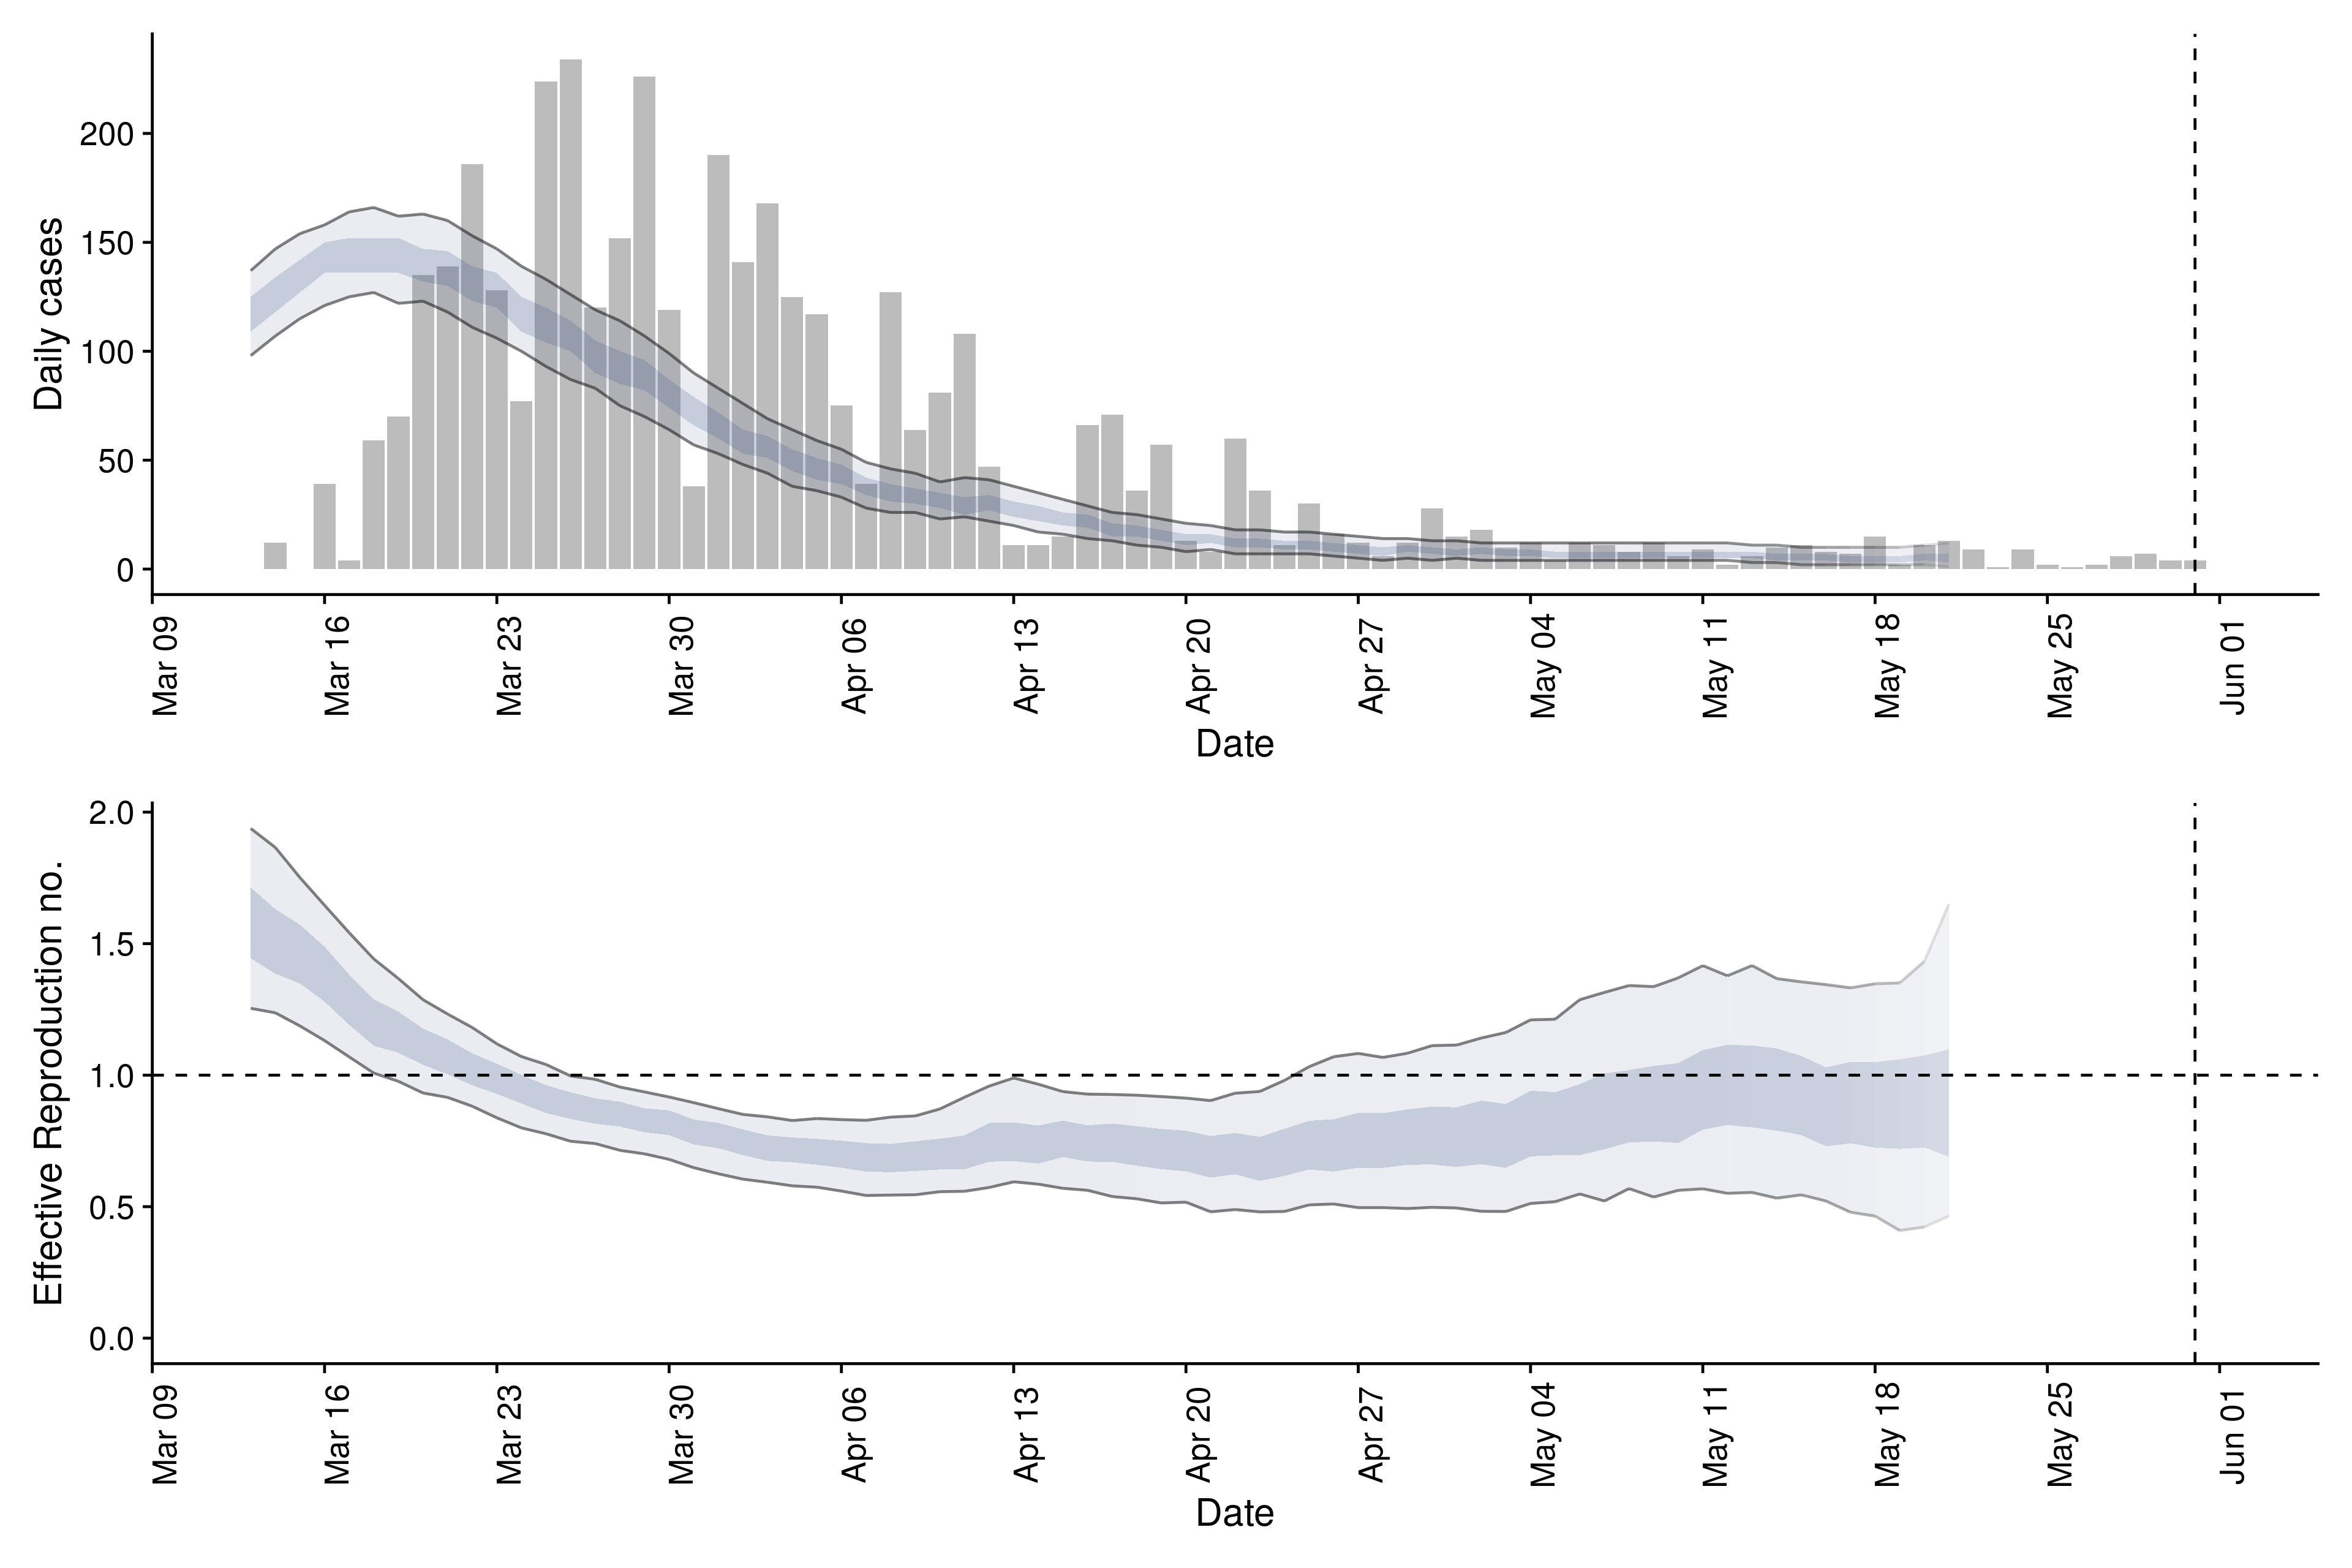 Daily cases
200
150
100
50
0
Mar 09
Mar 16
Mar 23
Mar 30
Apr 06
Apr 13
Apr 20
Apr 27
May 04
May 11
May 18
May 25
Jun 01
Date
Effective Reproduction no.
2.0
1.5
1.0
0.5
0.0
Mar 09
Mar 16
Mar 23
Mar 30
Apr 06
Apr 13
Apr 20
Apr 27
May 04
May 11
May 18
May 25
Jun 01
Date